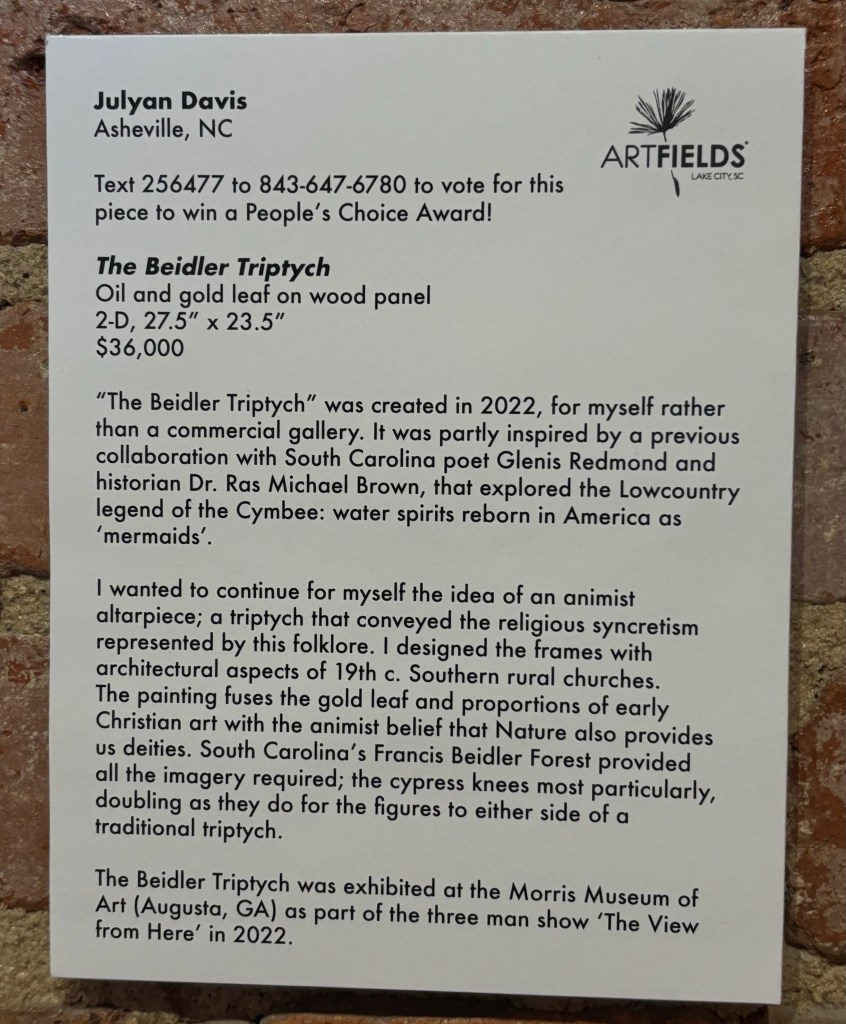 Julyan Davis
Asheville, NC
ARTFIELDS
LAKE CITY, SC
Text 256477 to 843-647-6780 to vote for this
piece to win a People's Choice Award!
The Beidler Triptych
Oil and gold leaf on wood panel
2-D, 27.5" x 23.5"
$36,000
"The Beidler Triptych" was created in 2022, for myself rather
than a commercial gallery. It was partly inspired by a previous
collaboration with South Carolina poet Glenis Redmond and
historian Dr. Ras Michael Brown, that explored the Lowcountry
legend of the Cymbee: water spirits reborn in America as
'mermaids'.
I wanted to continue for myself the idea of an animist
altarpiece; a triptych that conveyed the religious syncretism
represented by this folklore. I designed the frames with
architectural aspects of 19th c. Southern rural churches.
The painting fuses the gold leaf and proportions of early
Christian art with the animist belief that Nature also provides
us deities. South Carolina's Francis Beidler Forest provided
all the imagery required; the cypress knees most particularly,
doubling as they do for the figures to either side of a
traditional triptych.
The Beidler Triptych was exhibited at the Morris Museum of
Art (Augusta, GA) as part of the three man show 'The View
from Here' in 2022.